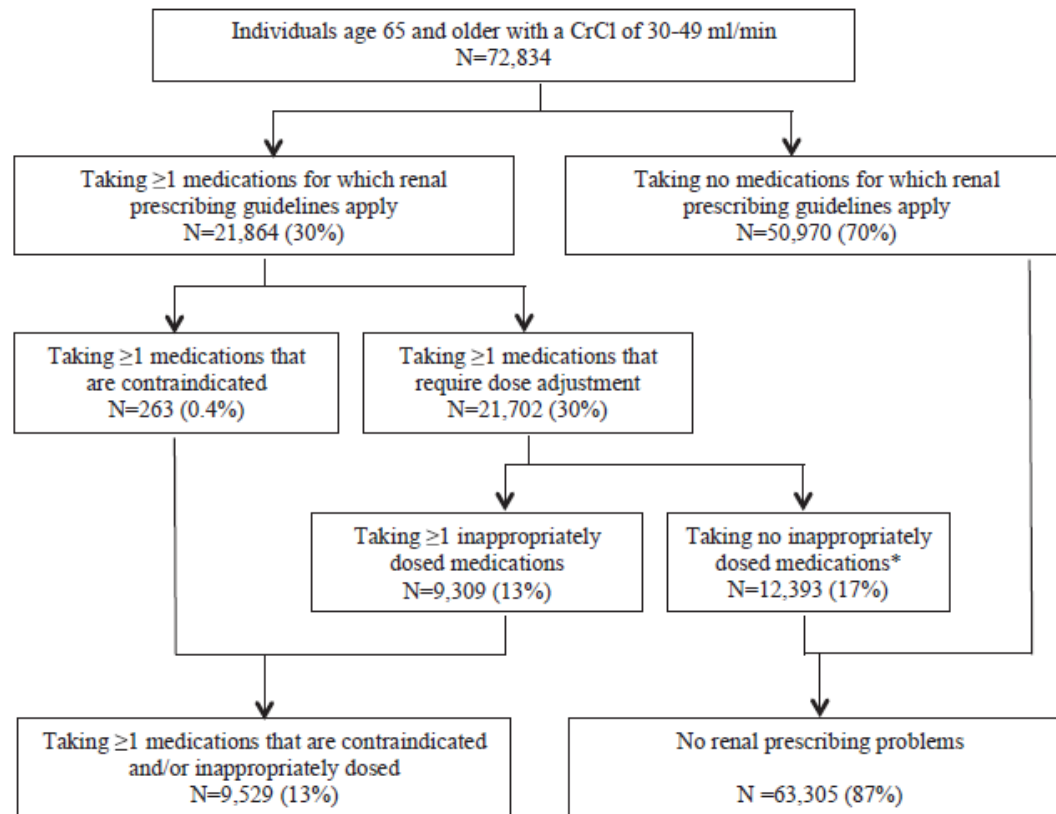 Individuals age 65 and older with a CrCl of 30-49 ml/min
N=72,834
Taking ≥1 medications for which renal
prescribing guidelines apply
N=21,864 (30%)
Taking no medications for which renal
prescribing guidelines apply
N=50,970 (70%)
Taking ≥1 medications that
are contraindicated
N=263 (0.4%)
Taking ≥1 medications that
require dose adjustment
N=21,702 (30%)
Taking ≥1 inappropriately
dosed medications
N=9,309 (13%)
Taking no inappropriately
dosed medications*
N=12,393 (17%)
Taking ≥1 medications that are contraindicated
and/or inappropriately dosed
N=9,529 (13%)
No renal prescribing problems
N =63,305 (87%)